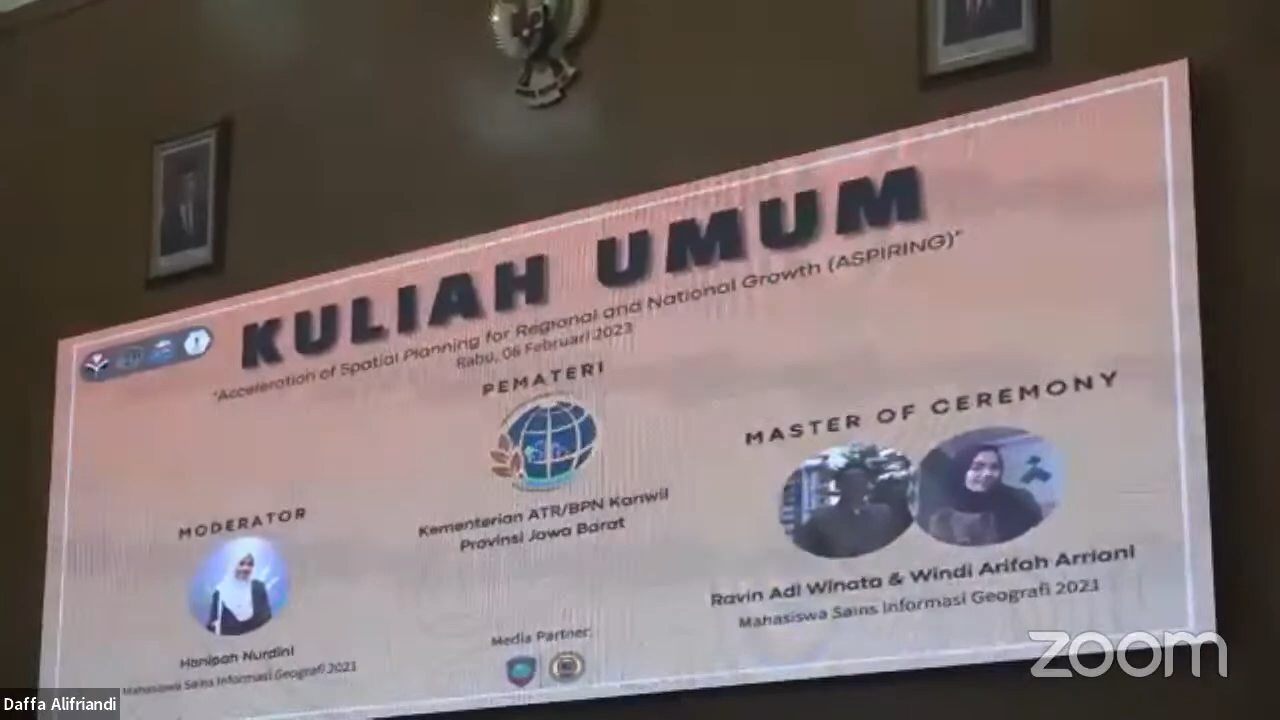 KULIAH UMUM
"Acceleration of Spatial Planning for Regional and National Growth (ASPIRING)"
Rabu, 06 Februari 2023
PEMATERI
Kementerian ATR/BPN Kanwil
Provinsi Jawa Barat
MASTER OF CEREMONY
Ravin Adi Winata & Windi Arifah Arriani
Mahasiswa Sains Informasi Geografi 2021
MODERATOR
Hanipah Nurdini
Mahasiswa Sains Informasi Geografi 2021
Media Partner:
zoom
Daffa Alifriandi